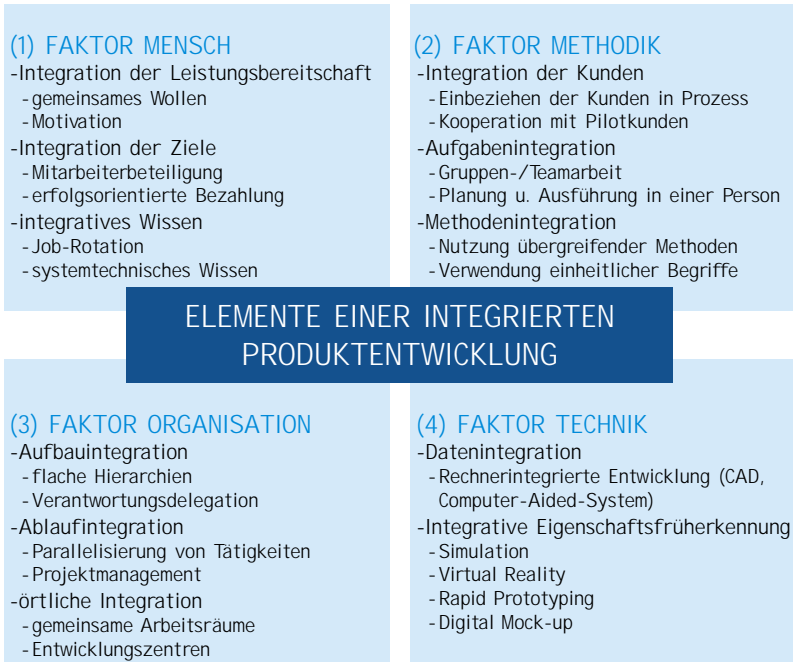 (1) FAKTOR MENSCH
-Integration der Leistungsbereitschaft
-gemeinsames Wollen
-Motivation
-Integration der Ziele
-Mitarbeiterbeteiligung
-erfolgsorientierte Bezahlung
-integratives Wissen
-Job-Rotation
-systemtechnisches Wissen
(2) FAKTOR METHODIK
-Integration der Kunden
-Einbeziehen der Kunden in Prozess
-Kooperation mit Pilotkunden
-Aufgabenintegration
-Gruppen-/Teamarbeit
-Planung u. Ausführung in einer Person
-Methodenintegration
-Nutzung übergreifender Methoden
-Verwendung einheitlicher Begriffe
ELEMENTE EINER INTEGRIERTEN
PRODUKTENTWICKLUNG
(3) FAKTOR ORGANISATION
-Aufbauintegration
-flache Hierarchien
-Verantwortungsdelegation
-Ablaufintegration
-Parallelisierung von Tätigkeiten
-Projektmanagement
-örtliche Integration
-gemeinsame Arbeitsräume
-Entwicklungszentren
(4) FAKTOR TECHNIK
-Datenintegration
-Rechnerintegrierte Entwicklung (CAD,
Computer-Aided-System)
-Integrative Eigenschaftsfrüherkennung
-Simulation
-Virtual Reality
-Rapid Prototyping
-Digital Mock-up